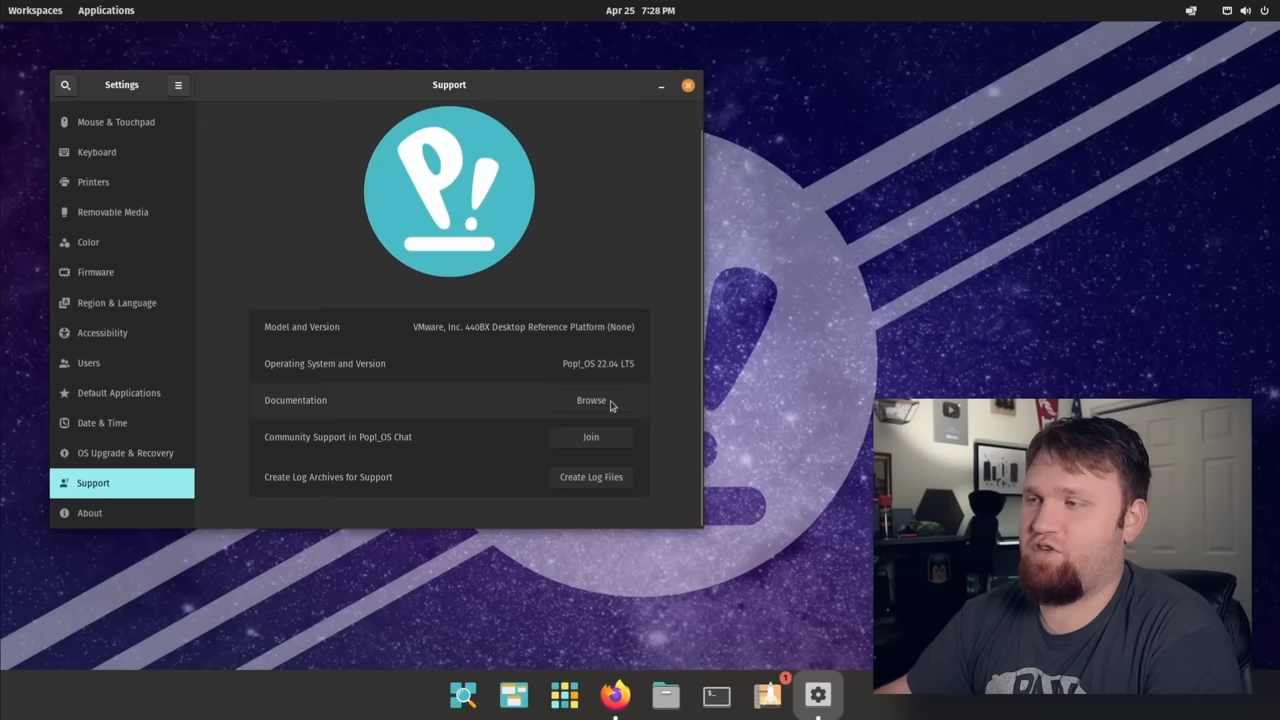 Workspaces Applications Apr 25 7:28 PM
Settings Support
Mouse & Touchpad
Keyboard
Printers
Removable Media
Color
Firmware
Region & Language
Accessibility
Users
Default Applications
Date & Time
OS Upgrade & Recovery
Support
About
P!
Model and Version VMware, Inc. 440BX Desktop Reference Platform (None)
Operating System and Version Pop!_OS 22.04 LTS
Documentation Browse
Community Support in Pop!_OS Chat Join
Create Log Archives for Support Create Log Files
1